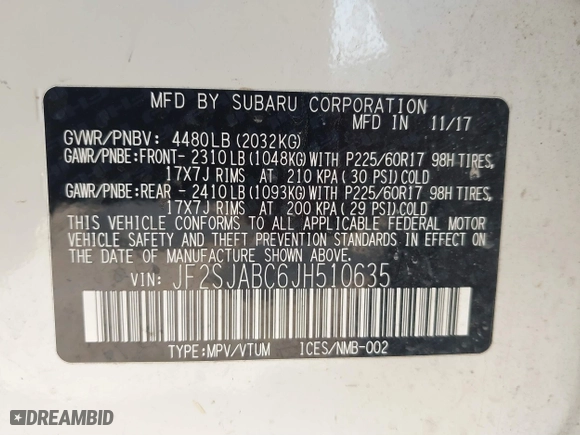 MFD BY SUBARU CORPORATION
MFD IN 11/17
GVWR/PNBV: 4480LB (2032KG)
GAWR/PNBE:FRONT- 2310LB (1048KG) WITH P225/60R17 98H TIRES,
17X7J RIMS AT 210 KPA ( 30 PSI) COLD
GAWR/PNBE:REAR - 2410LB (1093KG) WITH P225/60R17 98H TIRES,
17X7J RIMS AT 200 KPA ( 29 PSI) COLD
THIS VEHICLE CONFORMS TO ALL APPLICABLE FEDERAL MOTOR
VEHICLE SAFETY AND THEFT PREVENTION STANDARDS IN EFFECT ON
THE DATE OF MANUFACTURE SHOWN ABOVE.
VIN: JF2SJABC6JH510635
TYPE:MPV/VTUM ICES/NMB-002
DREAMBID